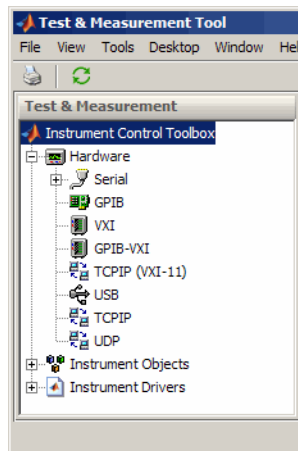 Test & Measurement Tool
File View Tools Desktop Window Hel
Test & Measurement
Instrument Control Toolbox
Hardware
Serial
GPIB
VXI
GPIB-VXI
TCPIP (VXI-11)
USB
TCPIP
UDP
Instrument Objects
Instrument Drivers